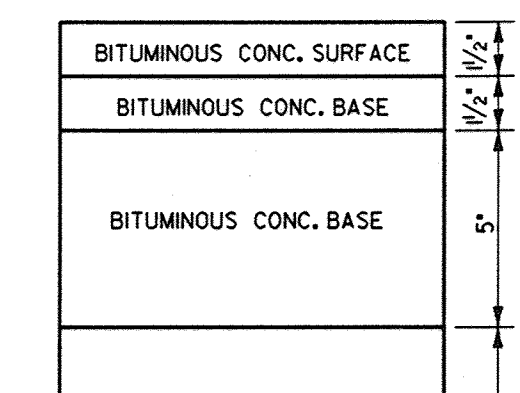 BITUMINOUS CONC. SURFACE
1 1/2"
BITUMINOUS CONC. BASE
1 1/2"
BITUMINOUS CONC. BASE
5"